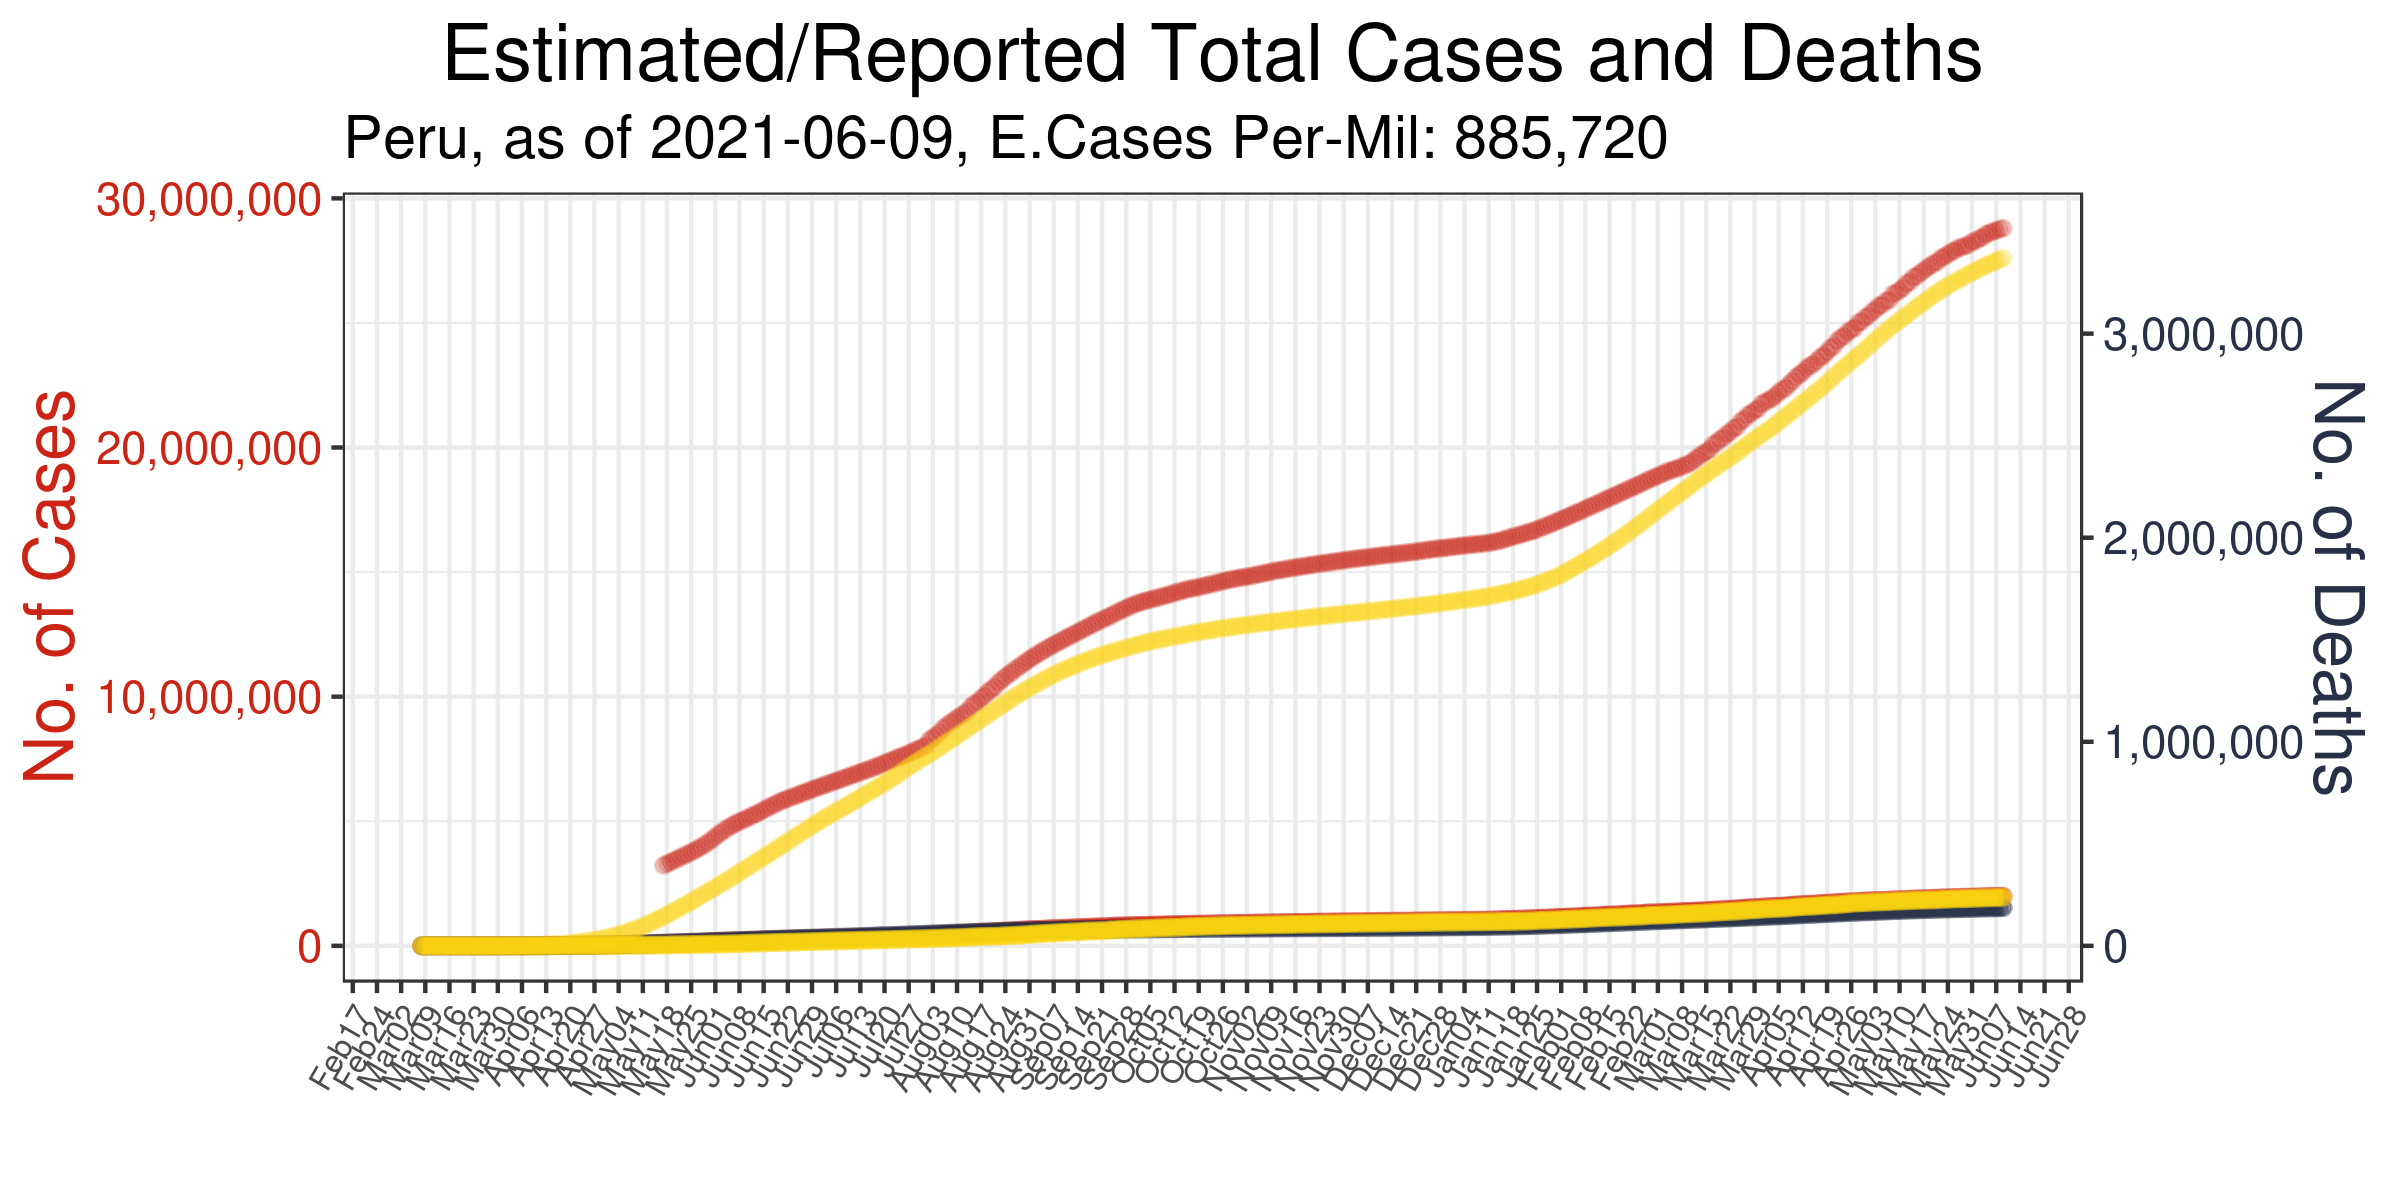 Estimated/Reported Total Cases and Deaths
Peru, as of 2021-06-09, E.Cases Per-Mil: 885,720
No. of Cases
30,000,000
20,000,000
10,000,000
0
3,000,000
2,000,000
1,000,000
0
No. of Deaths
Feb17
Feb24
Mar02
Mar09
Mar16
Mar23
Mar30
Apr06
Apr13
Apr20
Apr27
May04
May11
May18
May25
Jun01
Jun08
Jun15
Jun22
Jun29
Jul06
Jul13
Jul20
Jul27
Aug03
Aug10
Aug17
Aug24
Aug31
Sep07
Sep14
Sep21
Sep28
Oct05
Oct12
Oct19
Oct26
Nov02
Nov09
Nov16
Nov23
Nov30
Dec07
Dec14
Dec21
Dec28
Jan04
Jan11
Jan18
Jan25
Feb01
Feb08
Feb15
Feb22
Mar01
Mar08
Mar15
Mar22
Mar29
Apr05
Apr12
Apr19
Apr26
May03
May10
May17
May24
May31
Jun07
Jun14
Jun21
Jun28